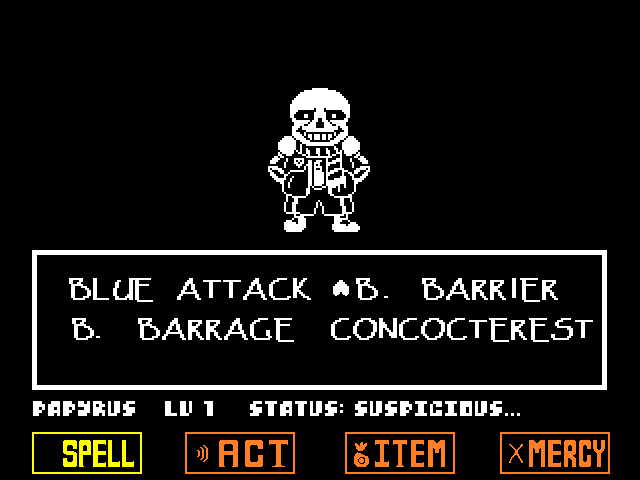 BLUE ATTACK B. BARRIER
B. BARRAGE CONCOCTEREST
PAPYRUS LV 1 STATUS: SUSPICIOUS...
SPELL ACT ITEM MERCY